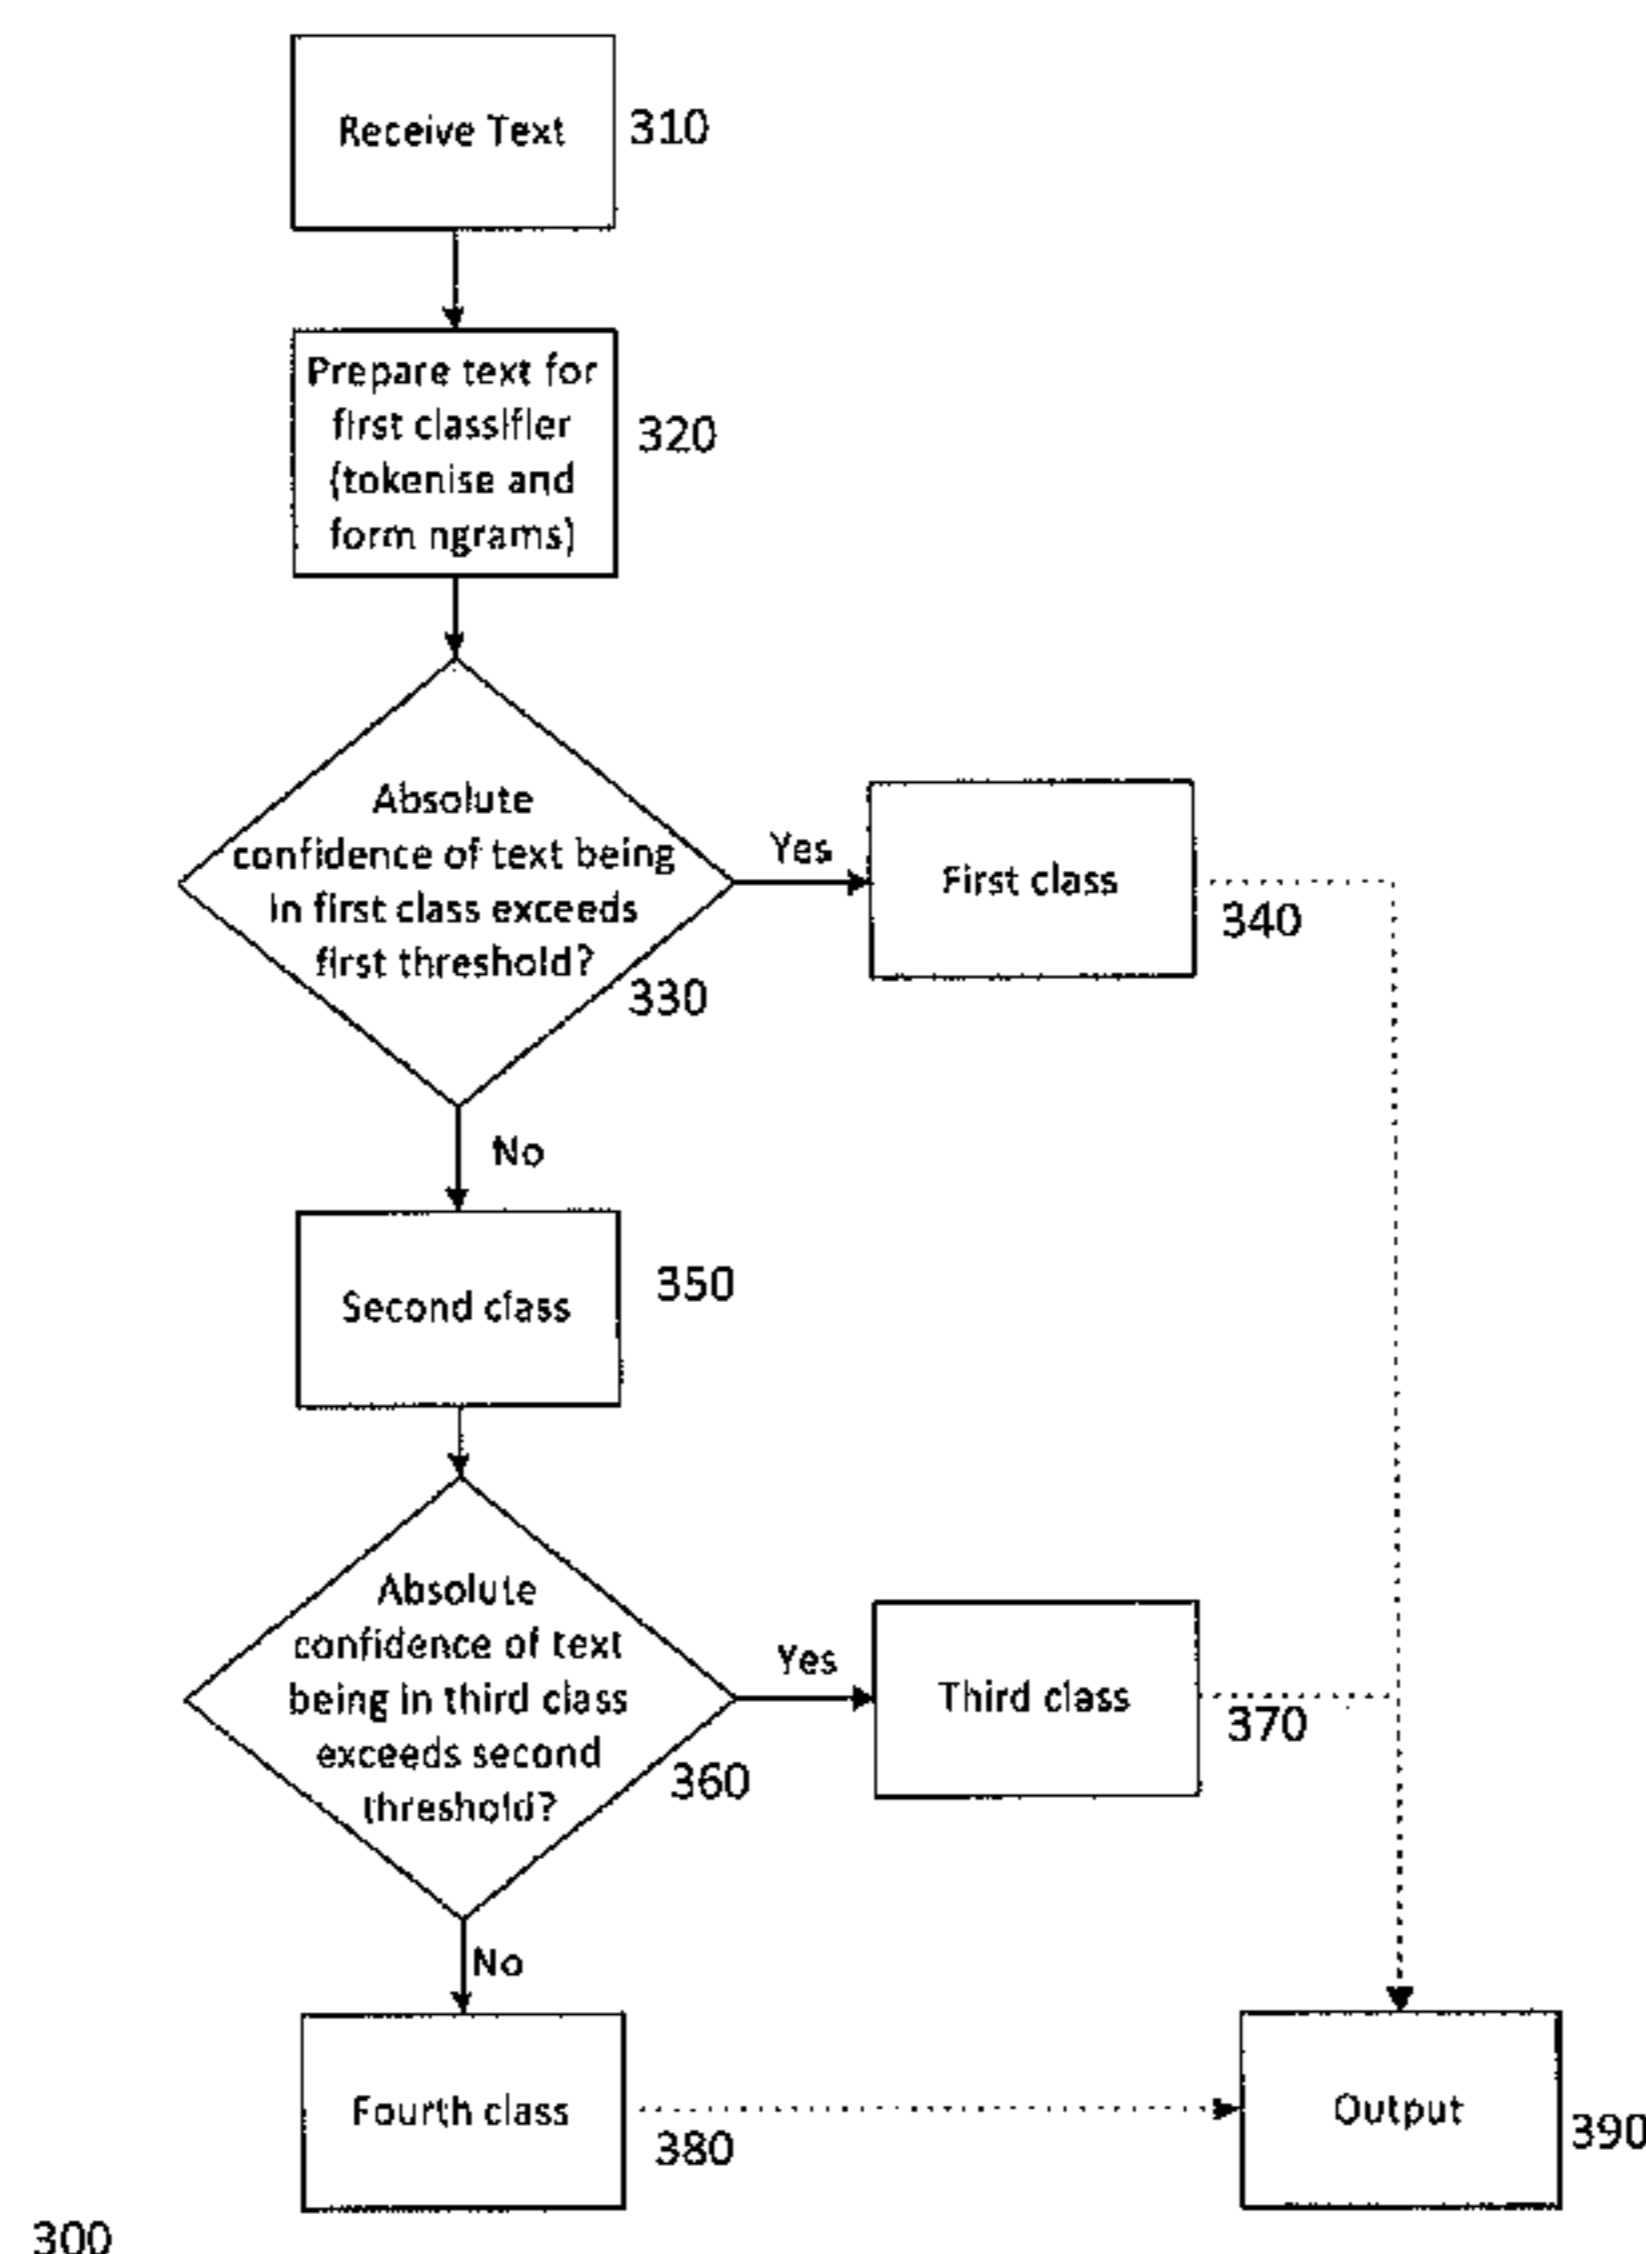 Receive Text
310
Prepare text for
first classifier
(tokenise and
form ngrams)
320
Absolute
confidence of text being
in first class exceeds
first threshold?
330
Yes
First class
340
No
Second class
350
Absolute
confidence of text
being in third class
exceeds second
threshold?
360
Yes
Third class
370
No
Fourth class
380
Output
390
300